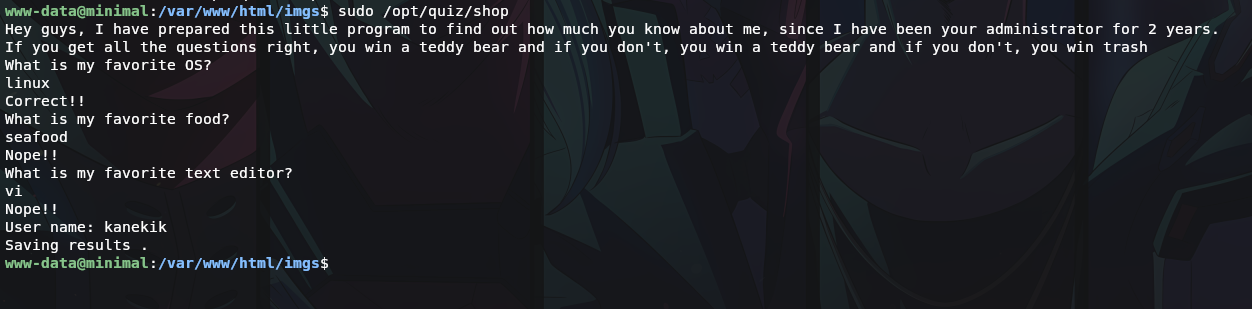 www-data@minimal:/var/www/html/imgs$ sudo /opt/quiz/shop
Hey guys, I have prepared this little program to find out how much you know about me, since I have been your administrator for 2 years.
If you get all the questions right, you win a teddy bear and if you don't, you win a teddy bear and if you don't, you win trash
What is my favorite OS?
linux
Correct!!
What is my favorite food?
seafood
Nope!!
What is my favorite text editor?
vi
Nope!!
User name: kanekik
Saving results .
www-data@minimal:/var/www/html/imgs$